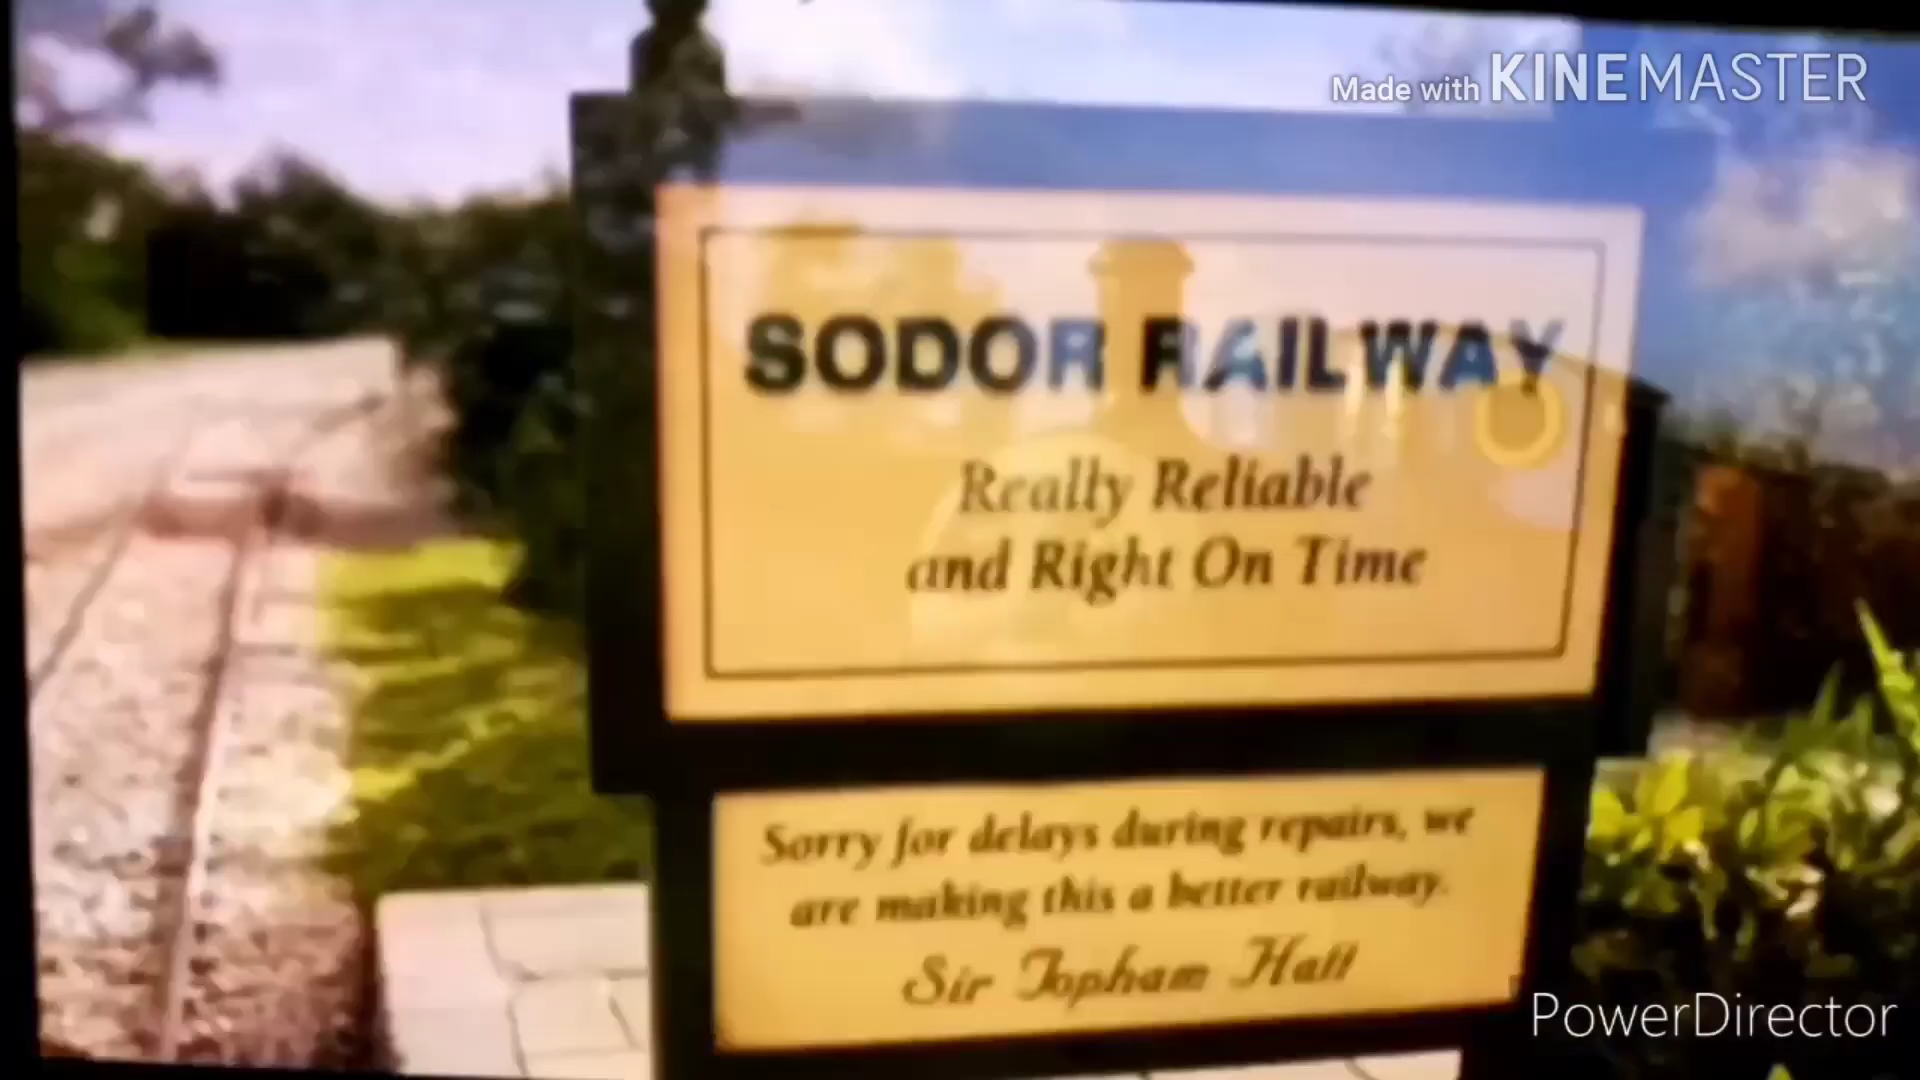 Made with KINEMASTER
SODOR RAILWAY
Really Reliable
and Right On Time
Sorry for delays during repairs, we
are making this a better railway.
Sir Topham Hatt
PowerDirector